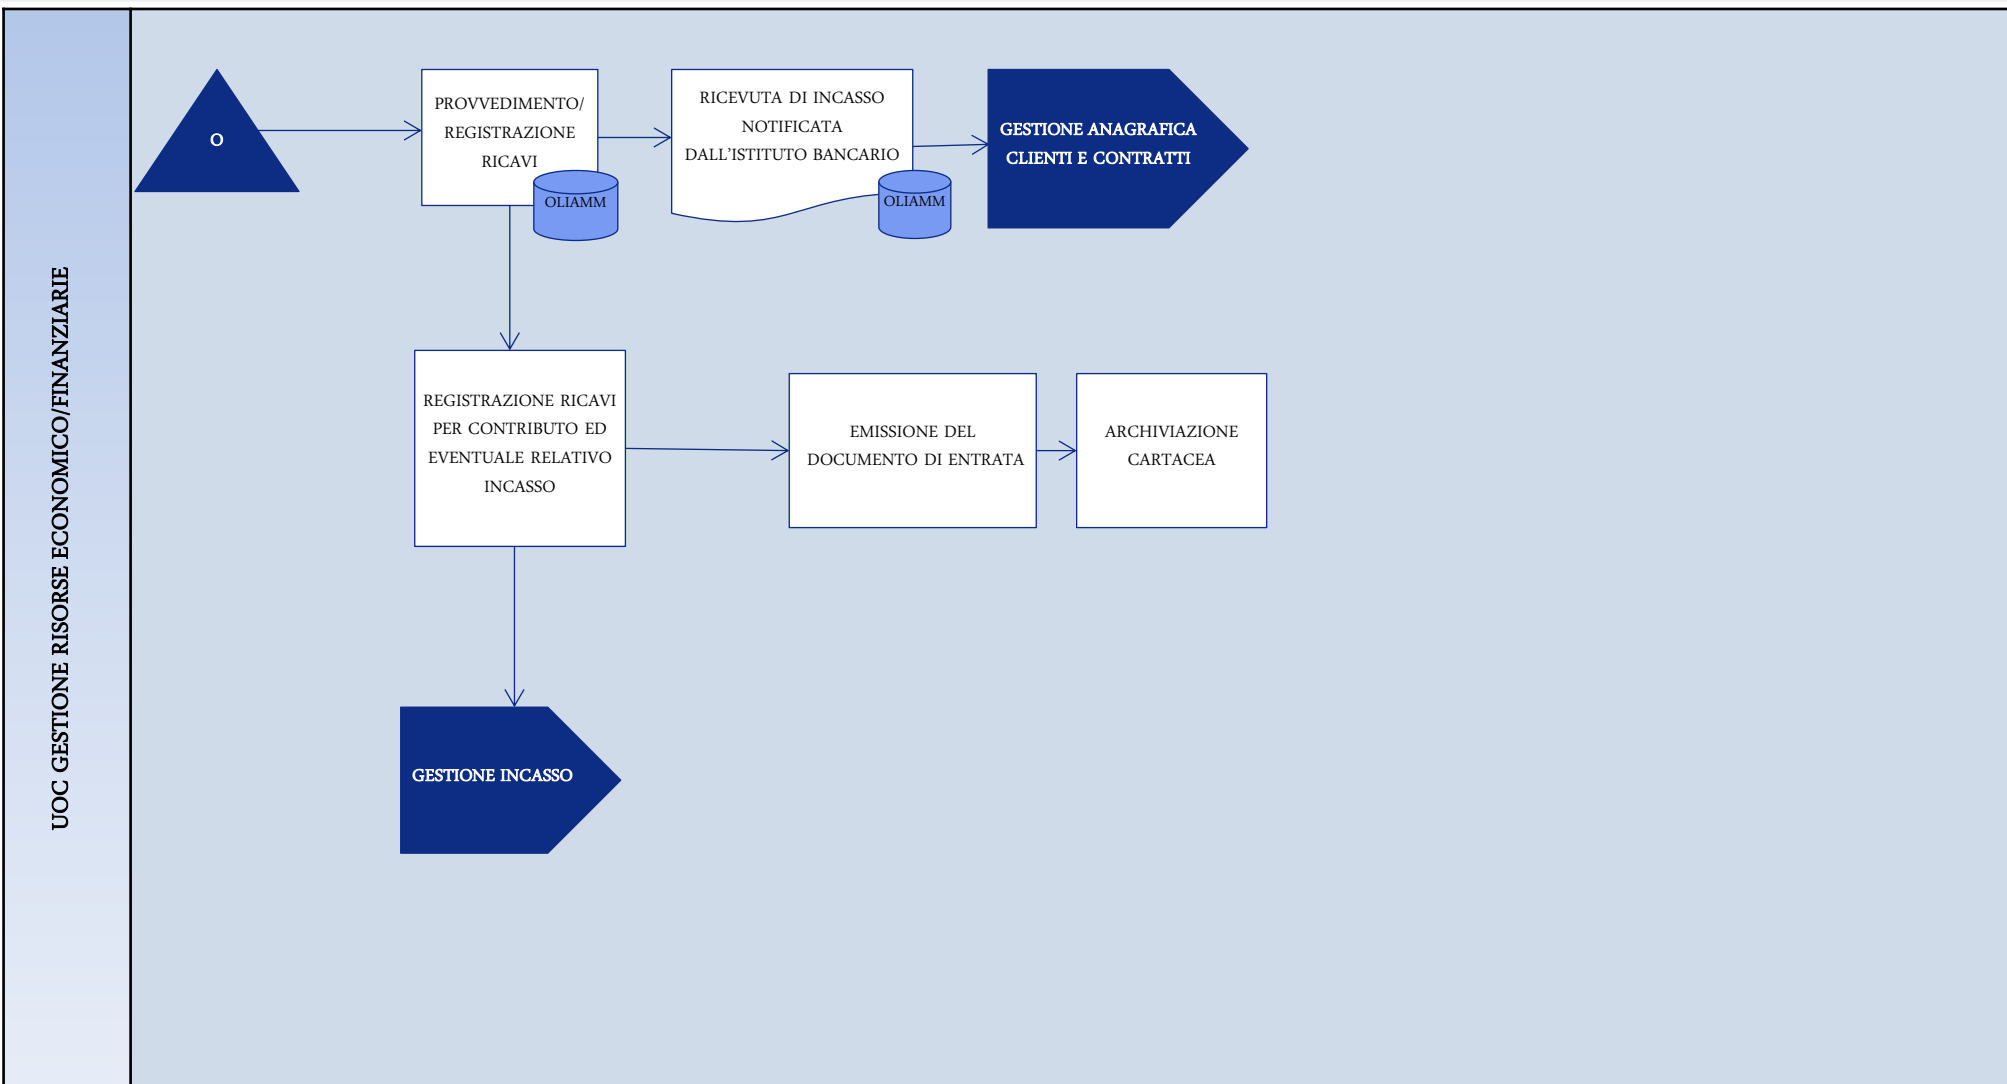 UOC GESTIONE RISORSE ECONOMICO/FINANZIARIE
O
PROVVEDIMENTO/
REGISTRAZIONE
RICAVI
OLIAMM
RICEVUTA DI INCASSO
NOTIFICATA
DALL'ISTITUTO BANCARIO
OLIAMM
GESTIONE ANAGRAFICA
CLIENTI E CONTRATTI
REGISTRAZIONE RICAVI
PER CONTRIBUTO ED
EVENTUALE RELATIVO
INCASSO
EMISSIONE DEL
DOCUMENTO DI ENTRATA
ARCHIVIAZIONE
CARTACEA
GESTIONE INCASSO